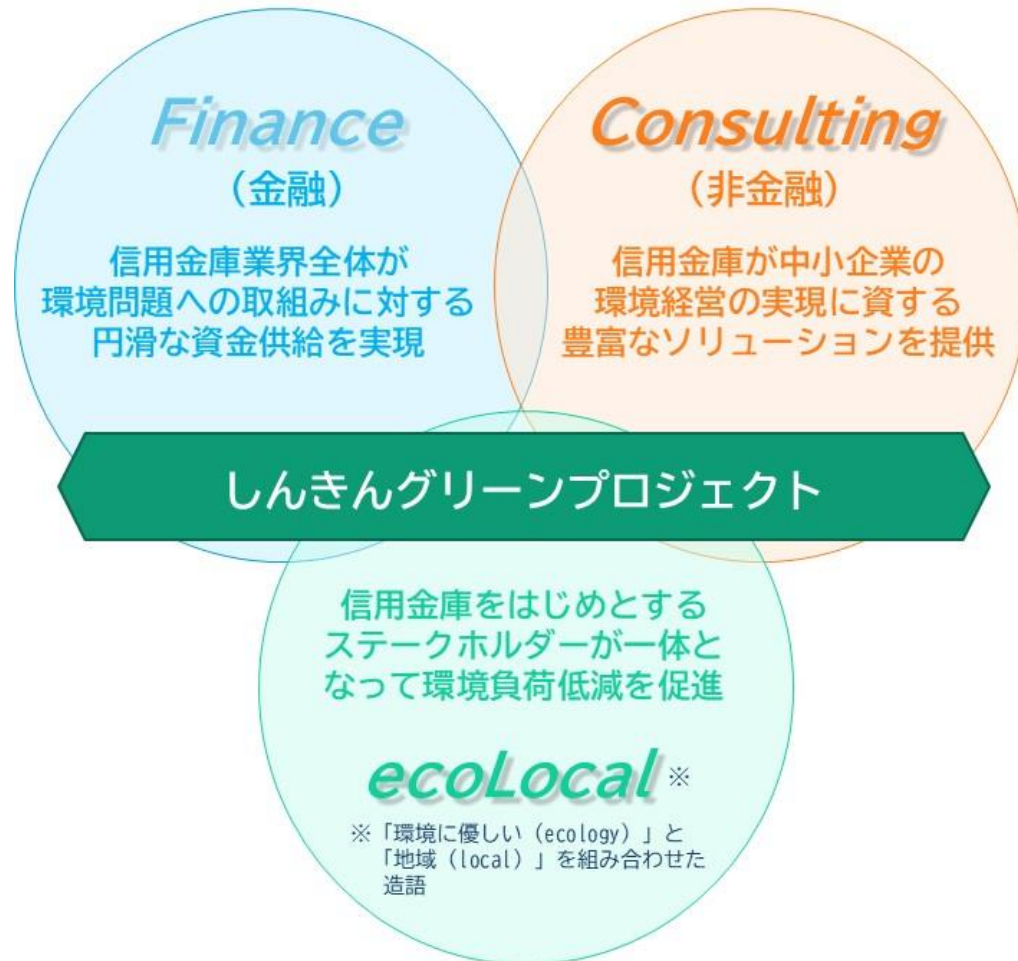 Finance
（金融）
信用金庫業界全体が
環境問題への取組みに対する
円滑な資金供給を実現
Consulting
（非金融）
信用金庫が中小企業の
環境経営の実現に資する
豊富なソリューションを提供
しんきんグリーンプロジェクト
信用金庫をはじめとする
ステークホルダーが一体と
なって環境負荷低減を促進
ecoLocal ※
※「環境に優しい（ecology）」と
「地域（local）」を組み合わせた
造語